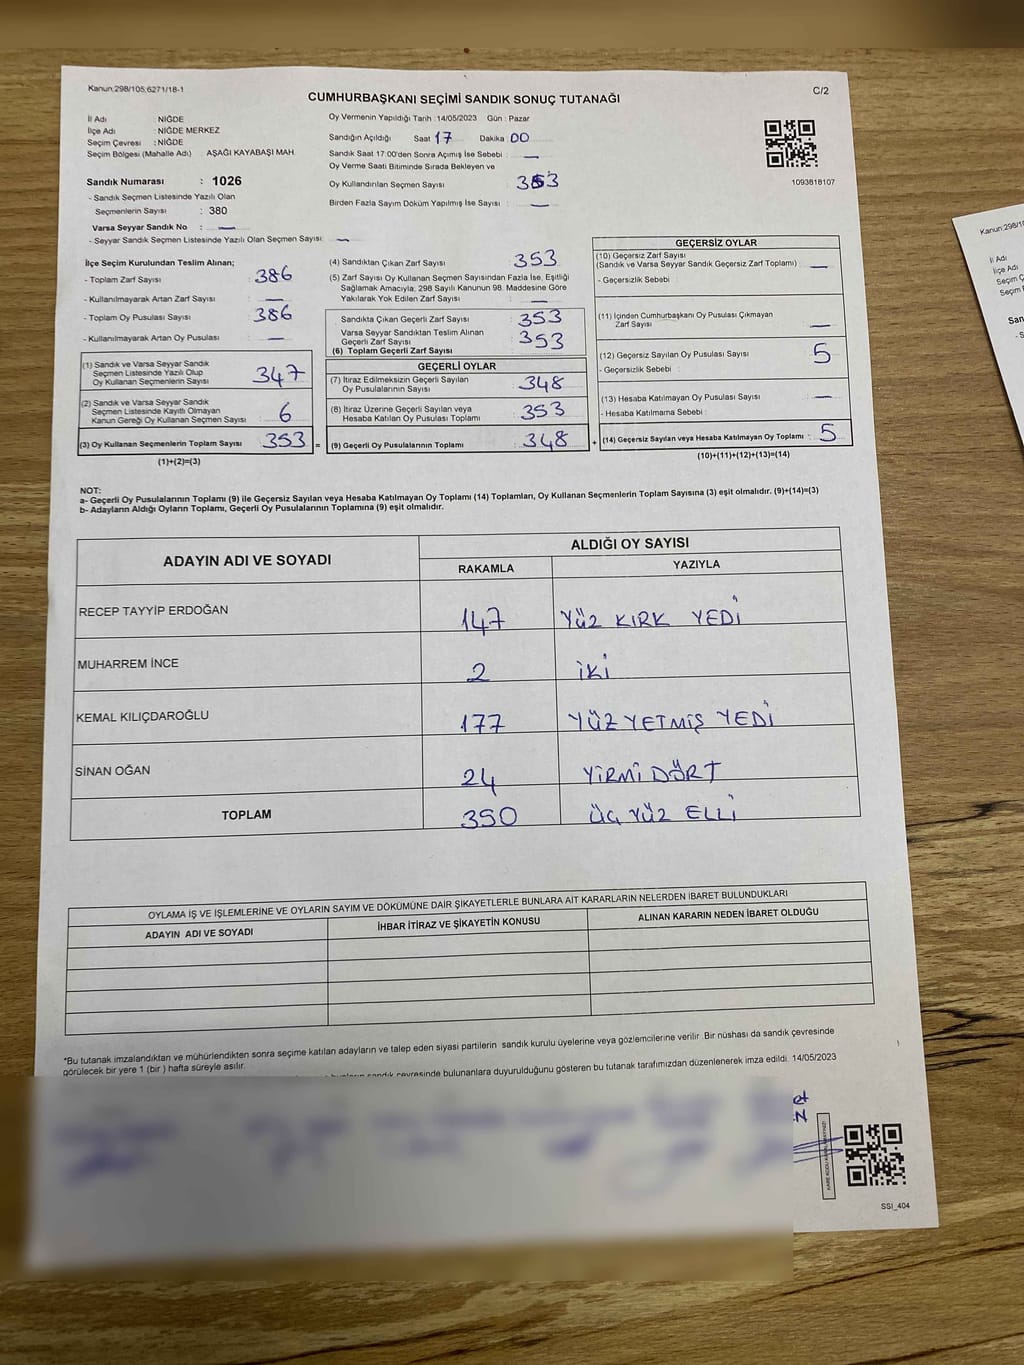 Kanun:298/105,6271/18-1
C/2
CUMHURBAŞKANI SEÇİMİ SANDIK SONUÇ TUTANAĞI
İl Adı : NİĞDE
İlçe Adı : NİĞDE MERKEZ
Seçim Çevresi : NİĞDE
Seçim Bölgesi (Mahalle Adı) : AŞAĞI KAYABAŞI MAH.
Oy Vermenin Yapıldığı Tarih :14/05/2023 Gün : Pazar
Sandığın Açıldığı Saat 17 Dakika 00
Sandık Saat 17:00'den Sonra Açımış İse Sebebi : —
Oy Verme Saati Bitiminde Sırada Bekleyen ve
Oy Kullandırılan Seçmen Sayısı : 353
Birden Fazla Sayım Döküm Yapılmış İse Sayısı : —
1093818107
Sandık Numarası : 1026
- Sandık Seçmen Listesinde Yazılı Olan
Seçmenlerin Sayısı : 380
Varsa Seyyar Sandık No : —
- Seyyar Sandık Seçmen Listesinde Yazılı Olan Seçmen Sayısı: —
İlçe Seçim Kurulundan Teslim Alınan;
- Toplam Zarf Sayısı : 386
- Kullanılmayarak Artan Zarf Sayısı : —
- Toplam Oy Pusulası Sayısı : 386
- Kullanılmayarak Artan Oy Pusulası : —
(1) Sandık ve Varsa Seyyar Sandık
Seçmen Listesinde Yazılı Olup
Oy Kullanan Seçmenlerin Sayısı : 347
(2) Sandık ve Varsa Seyyar Sandık
Seçmen Listesinde Kayıtlı Olmayan
Kanun Gereği Oy Kullanan Seçmen Sayısı : 6
(3) Oy Kullanan Seçmenlerin Toplam Sayısı : 353 =
(1)+(2)=(3)
(4) Sandıktan Çıkan Zarf Sayısı : 353
(5) Zarf Sayısı Oy Kullanan Seçmen Sayısından Fazla İse, Eşitliği
Sağlamak Amacıyla; 298 Sayılı Kanunun 98. Maddesine Göre
Yakılarak Yok Edilen Zarf Sayısı : —
Sandıkta Çıkan Geçerli Zarf Sayısı : 353
Varsa Seyyar Sandıktan Teslim Alınan
Geçerli Zarf Sayısı : 353
(6) Toplam Geçerli Zarf Sayısı
GEÇERLİ OYLAR
(7) İtiraz Edilmeksizin Geçerli Sayılan
Oy Pusulalarının Sayısı : 348
(8) İtiraz Üzerine Geçerli Sayılan veya
Hesaba Katılan Oy Pusulası Toplamı : 353
(9) Geçerli Oy Pusulalarının Toplamı : 348 +
GEÇERSİZ OYLAR
(10) Geçersiz Zarf Sayısı
(Sandık ve Varsa Seyyar Sandık Geçersiz Zarf Toplamı) : —
- Geçersizlik Sebebi :
(11) İçinden Cumhurbaşkanı Oy Pusulası Çıkmayan
Zarf Sayısı : —
(12) Geçersiz Sayılan Oy Pusulası Sayısı : 5
- Geçersizlik Sebebi :
(13) Hesaba Katılmayan Oy Pusulası Sayısı : —
- Hesaba Katılmama Sebebi :
(14) Geçersiz Sayılan veya Hesaba Katılmayan Oy Toplamı : 5
(10)+(11)+(12)+(13)=(14)
NOT:
a- Geçerli Oy Pusulalarının Toplamı (9) ile Geçersiz Sayılan veya Hesaba Katılmayan Oy Toplamı (14) Toplamları, Oy Kullanan Seçmenlerin Toplam Sayısına (3) eşit olmalıdır. (9)+(14)=(3)
b- Adayların Aldığı Oyların Toplamı, Geçerli Oy Pusulalarının Toplamına (9) eşit olmalıdır.
ADAYIN ADI VE SOYADI
ALDIĞI OY SAYISI
RAKAMLA YAZIYLA
RECEP TAYYİP ERDOĞAN 147 YÜZ KIRK YEDİ
MUHARREM İNCE 2 İKİ
KEMAL KILIÇDAROĞLU 177 YÜZ YETMİŞ YEDİ
SİNAN OĞAN 24 YİRMİ DÖRT
TOPLAM 350 ÜÇ YÜZ ELLİ
OYLAMA İŞ VE İŞLEMLERİNE VE OYLARIN SAYIM VE DÖKÜMÜNE DAİR ŞİKAYETLERLE BUNLARA AİT KARARLARIN NELERDEN İBARET BULUNDUKLARI
ADAYIN ADI VE SOYADI İHBAR İTİRAZ VE ŞİKAYETİN KONUSU ALINAN KARARIN NEDEN İBARET OLDUĞU
*Bu tutanak imzalandıktan ve mühürlendikten sonra seçime katılan adayların ve talep eden siyasi partilerin sandık kurulu üyelerine veya gözlemcilerine verilir. Bir nüshası da sandık çevresinde
görülecek bir yere 1 (bir ) hafta süreyle asılır.
sandık çevresinde bulunanlara duyurulduğunu gösteren bu tutanak tarafımızdan düzenlenerek imza edildi. 14/05/2023
SSI_404
Kanun:298/10
İl Adı
İlçe Adı
Seçim Ç
Seçim
San